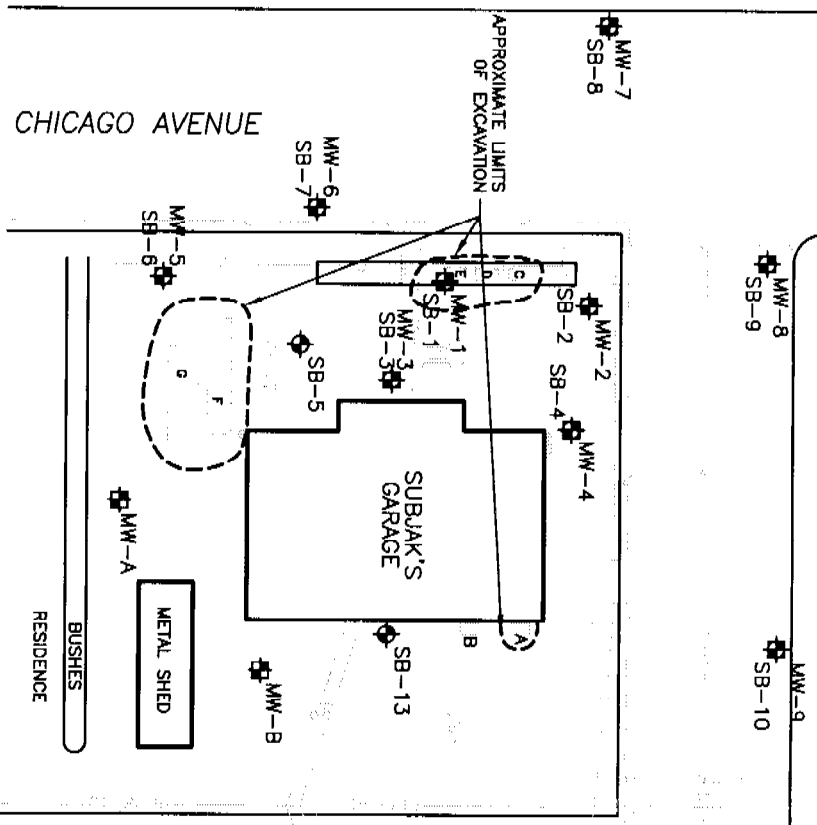 CHICAGO AVENUE
APPROXIMATE LIMITS
OF EXCAVATION
MW-7
SB-8
MW-6
SB-7
MW-5
SB-6
MW-8
SB-9
C
D
E
MW-1
SB-1
MW-2
SB-2
MW-3
SB-3
SB-5
MW-4
SB-4
F
G
SUBJAK'S
GARAGE
MW-A
A
B
SB-13
MW-B
MW-9
SB-10
METAL SHED
BUSHES
RESIDENCE